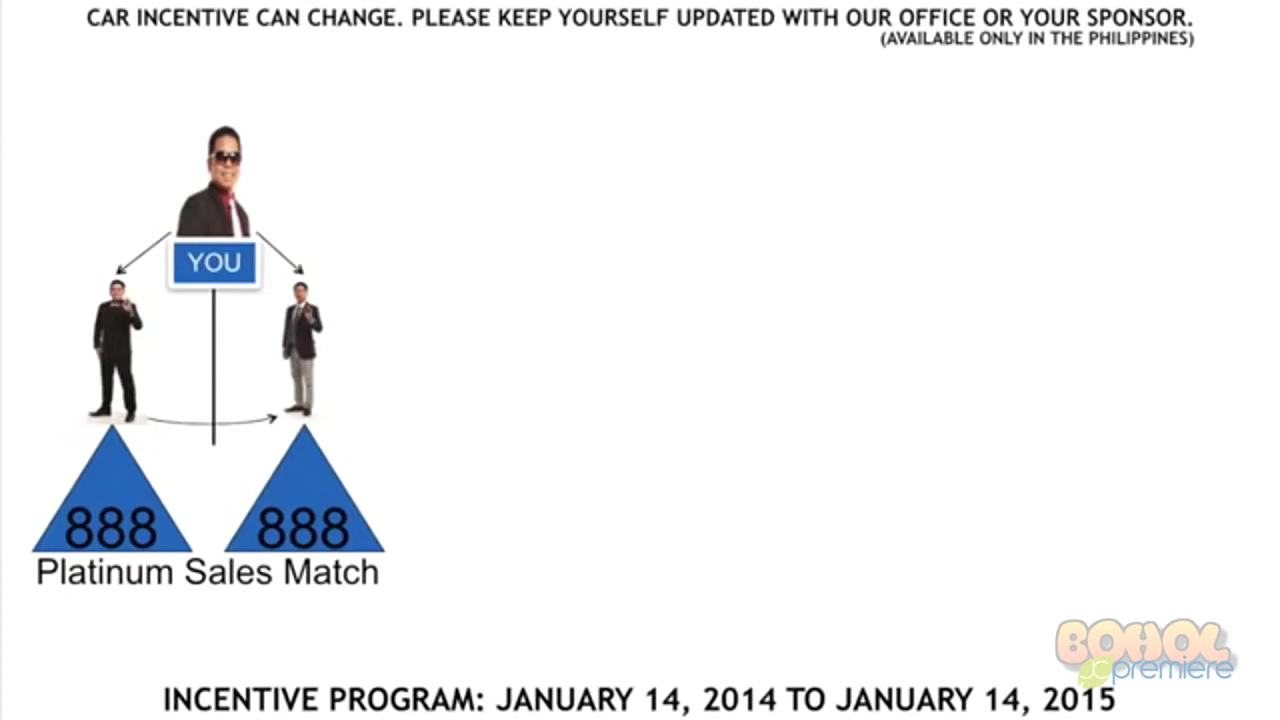 CAR INCENTIVE CAN CHANGE. PLEASE KEEP YOURSELF UPDATED WITH OUR OFFICE OR YOUR SPONSOR.
(AVAILABLE ONLY IN THE PHILIPPINES)
YOU
888 888
Platinum Sales Match
BOHOL
JC premiere
INCENTIVE PROGRAM: JANUARY 14, 2014 TO JANUARY 14, 2015